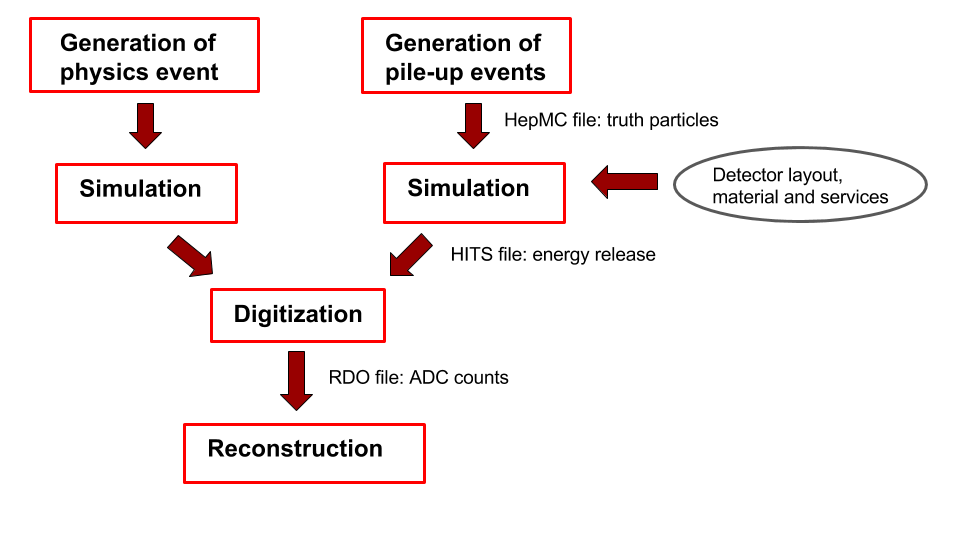 Generation of
physics event
Generation of
pile-up events
HepMC file: truth particles
Simulation
Simulation
Detector layout,
material and services
HITS file: energy release
Digitization
RDO file: ADC counts
Reconstruction